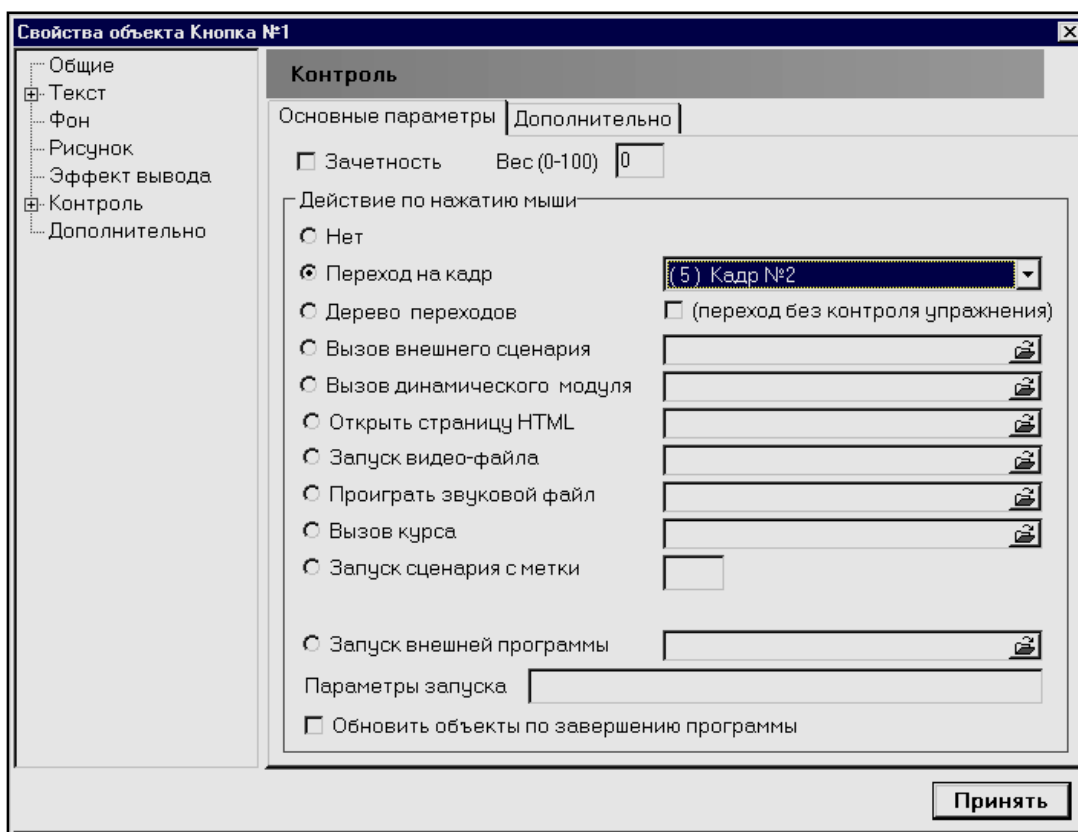 Свойства объекта Кнопка №1
Общие
Текст
Фон
Рисунок
Эффект вывода
Контроль
Дополнительно
Контроль
Основные параметры Дополнительно
Зачетность Вес (0-100) 0
Действие по нажатию мыши
Нет
Переход на кадр (5) Кадр №2
Дерево переходов (переход без контроля упражнения)
Вызов внешнего сценария
Вызов динамического модуля
Открыть страницу HTML
Запуск видео-файла
Проиграть звуковой файл
Вызов курса
Запуск сценария с метки
Запуск внешней программы
Параметры запуска
Обновить объекты по завершению программы
Принять